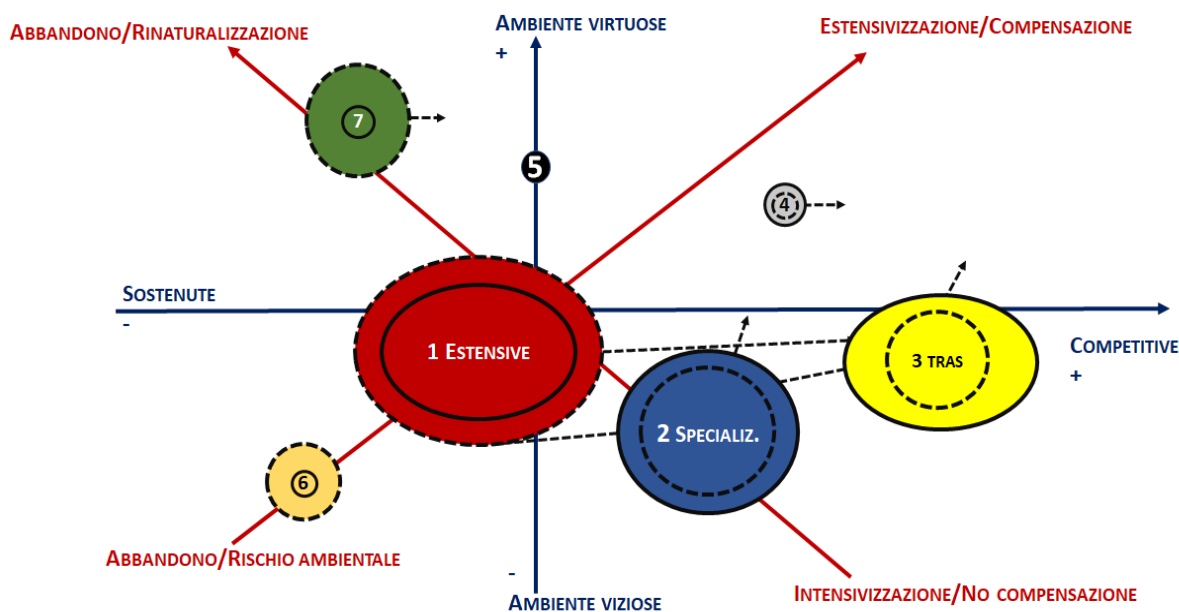 ABBANDONO/RINATURALIZZAZIONE
AMBIENTE VIRTUOSE
+
ESTENSIVIZZAZIONE/COMPENSAZIONE
7
5
4
SOSTENUTE
-
1 ESTENSIVE
COMPETITIVE
+
3 TRAS
2 SPECIALIZ.
6
ABBANDONO/RISCHIO AMBIENTALE
-
AMBIENTE VIZIOSE
INTENSIVIZZAZIONE/NO COMPENSAZIONE